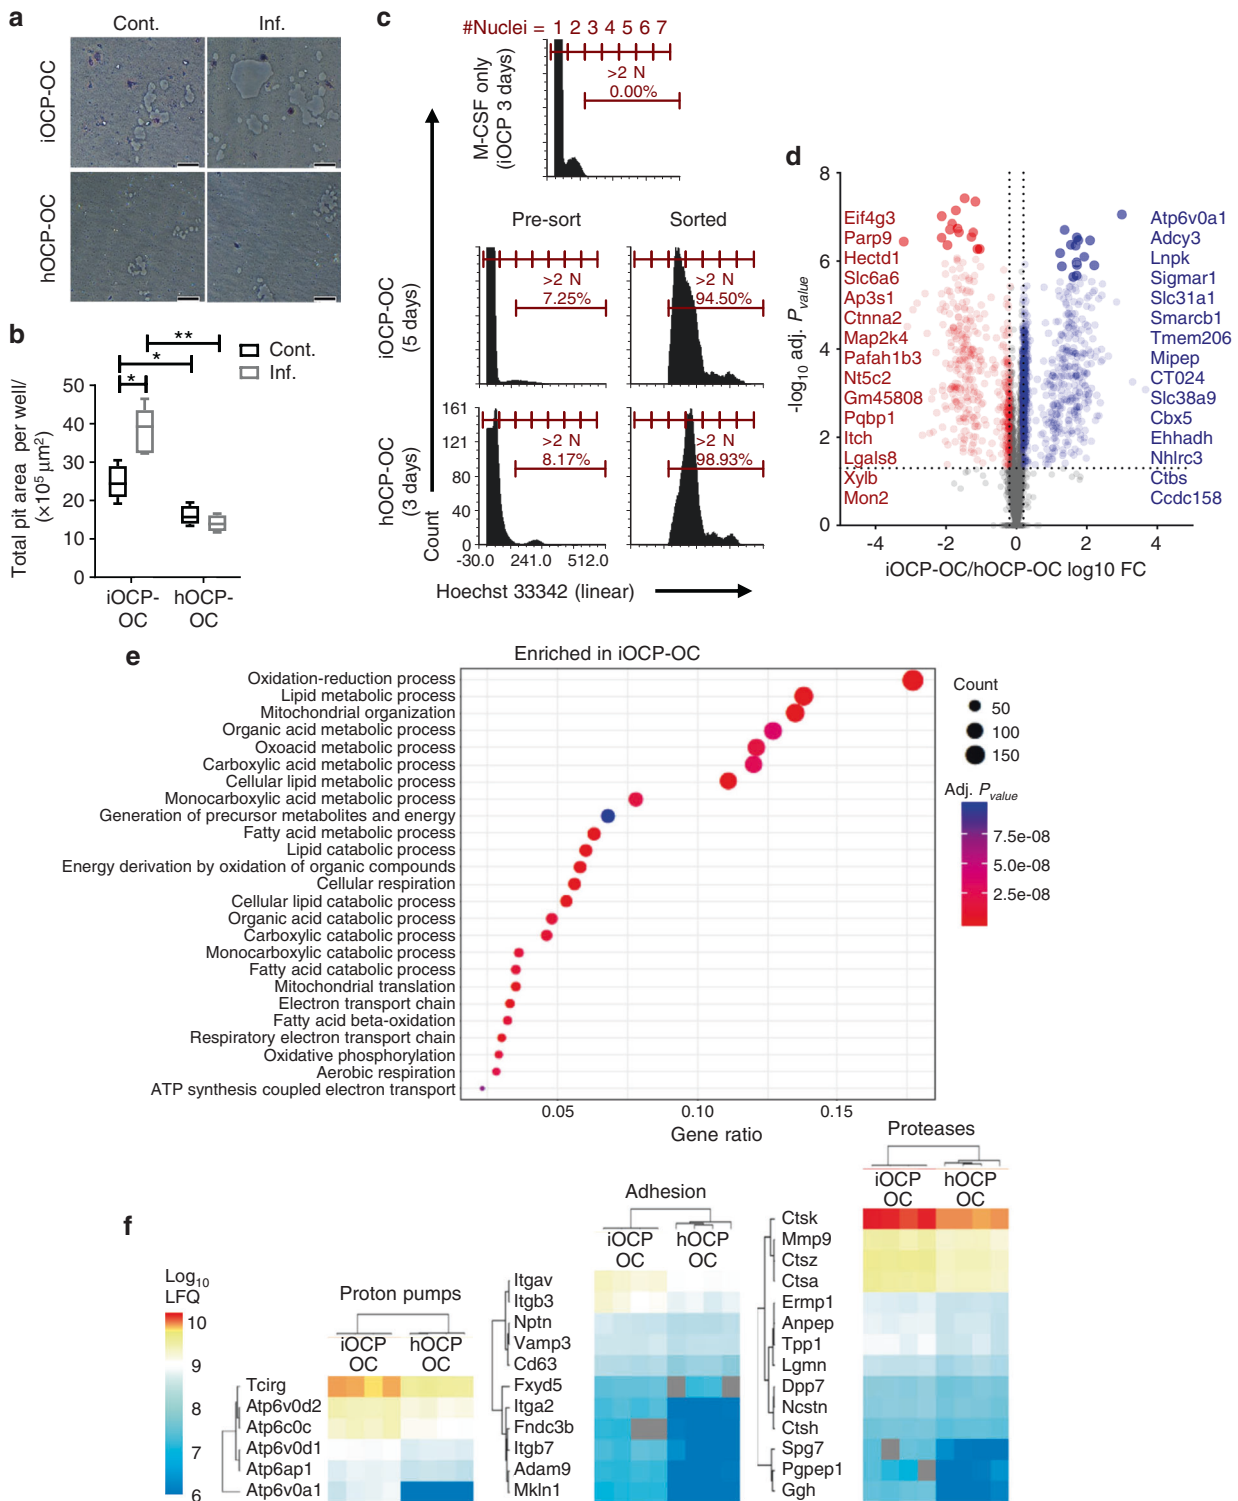 a
Cont.
Inf.
iOCP-OC
hOCP-OC
b
**
*
*
Cont.
Inf.
Total pit area per well/
(×10⁵ μm²)
50
40
30
20
10
0
iOCP-
OC
hOCP-
OC
c
#Nuclei = 1 2 3 4 5 6 7
M-CSF only
(iOCP 3 days)
>2 N
0.00%
Pre-sort
Sorted
iOCP-OC
(5 days)
>2 N
7.25%
>2 N
94.50%
hOCP-OC
(3 days)
Count
161
121
80
40
0
>2 N
8.17%
>2 N
98.93%
-30.0
241.0
512.0
Hoechst 33342 (linear)
d
-log₁₀ adj. Pvalue
8
6
4
2
0
Eif4g3
Parp9
Hectd1
Slc6a6
Ap3s1
Ctnna2
Map2k4
Pafah1b3
Nt5c2
Gm45808
Pqbp1
Itch
Lgals8
Xylb
Mon2
Atp6v0a1
Adcy3
Lnpk
Sigmar1
Slc31a1
Smarcb1
Tmem206
Mipep
CT024
Slc38a9
Cbx5
Ehhadh
Nhlrc3
Ctbs
Ccdc158
-4
-2
0
2
4
iOCP-OC/hOCP-OC log10 FC
e
Enriched in iOCP-OC
Oxidation-reduction process
Lipid metabolic process
Mitochondrial organization
Organic acid metabolic process
Oxoacid metabolic process
Carboxylic acid metabolic process
Cellular lipid metabolic process
Monocarboxylic acid metabolic process
Generation of precursor metabolites and energy
Fatty acid metabolic process
Lipid catabolic process
Energy derivation by oxidation of organic compounds
Cellular respiration
Cellular lipid catabolic process
Organic acid catabolic process
Carboxylic catabolic process
Monocarboxylic catabolic process
Fatty acid catabolic process
Mitochondrial translation
Electron transport chain
Fatty acid beta-oxidation
Respiratory electron transport chain
Oxidative phosphorylation
Aerobic respiration
ATP synthesis coupled electron transport
0.05
0.10
0.15
Gene ratio
Count
50
100
150
Adj. Pvalue
7.5e-08
5.0e-08
2.5e-08
f
Log₁₀
LFQ
10
9
8
7
6
Proton pumps
iOCP
OC
hOCP
OC
Tcirg
Atp6v0d2
Atp6c0c
Atp6v0d1
Atp6ap1
Atp6v0a1
Adhesion
iOCP
OC
hOCP
OC
Itgav
Itgb3
Nptn
Vamp3
Cd63
Fxyd5
Itga2
Fndc3b
Itgb7
Adam9
Mkln1
Proteases
iOCP
OC
hOCP
OC
Ctsk
Mmp9
Ctsz
Ctsa
Ermp1
Anpep
Tpp1
Lgmn
Dpp7
Ncstn
Ctsh
Spg7
Pgpep1
Ggh